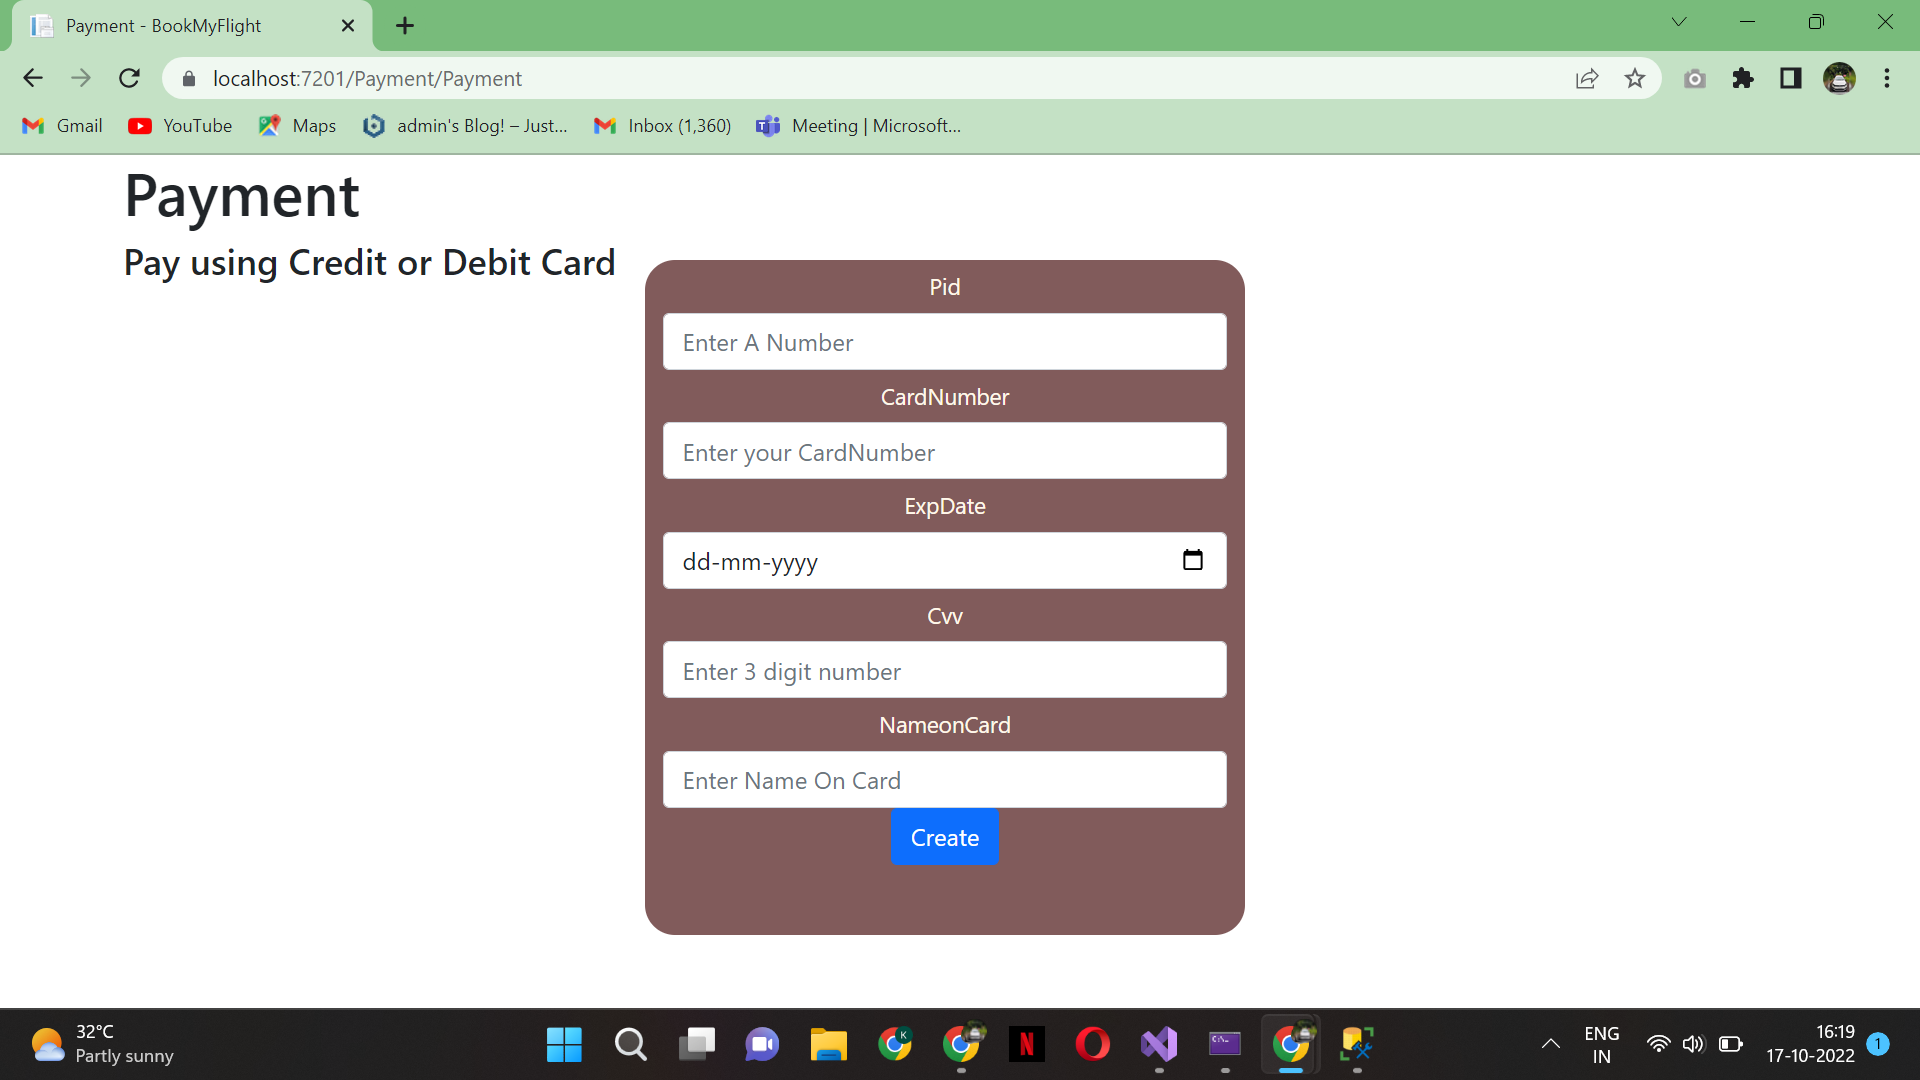 Payment - BookMyFlight
localhost:7201/Payment/Payment
Gmail YouTube Maps admin's Blog! – Just... Inbox (1,360) Meeting | Microsoft...
Payment
Pay using Credit or Debit Card
Pid
Enter A Number
CardNumber
Enter your CardNumber
ExpDate
dd-mm-yyyy
Cvv
Enter 3 digit number
NameonCard
Enter Name On Card
Create
32°C
Partly sunny
K
N
C:\_
ENG
IN
16:19
17-10-2022
1